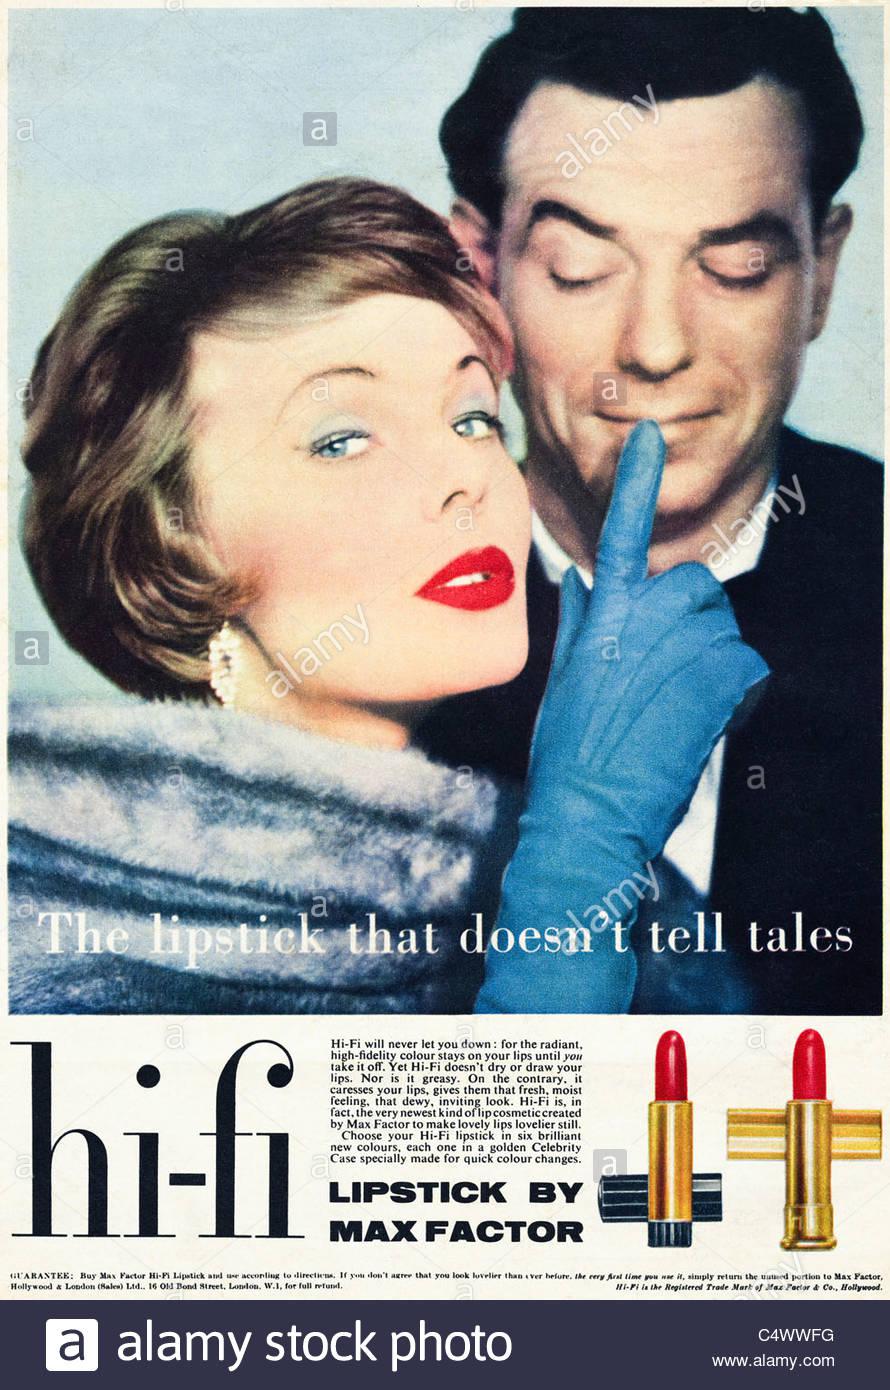 alamy
a
alamy
alamy
alamy
The lipstick that doesn't tell tales
hi-fi
Hi-Fi will never let you down: for the radiant,
high-fidelity colour stays on your lips until you
take it off. Yet Hi-Fi doesn't dry or draw your
lips. Nor is it greasy. On the contrary, it
caresses your lips, gives them that fresh, moist
feeling, that dewy, inviting look. Hi-Fi is, in
fact, the very newest kind of lip cosmetic created
by Max Factor to make lovely lips lovelier still.
Choose your Hi-Fi lipstick in six brilliant
new colours, each one in a golden Celebrity
Case specially made for quick colour changes.
LIPSTICK BY
MAX FACTOR
GUARANTEE: Buy Max Factor Hi-Fi Lipstick and use according to directions. If you don't agree that you look lovelier than ever before, the very first time you use it, simply return the unused portion to Max Factor,
Hollywood & London (Sales) Ltd., 16 Old Bond Street, London, W.1, for full refund.
Hi-Fi is the Registered Trade Mark of Max Factor & Co., Hollywood.
a alamy stock photo
C4WWFG
www.alamy.com